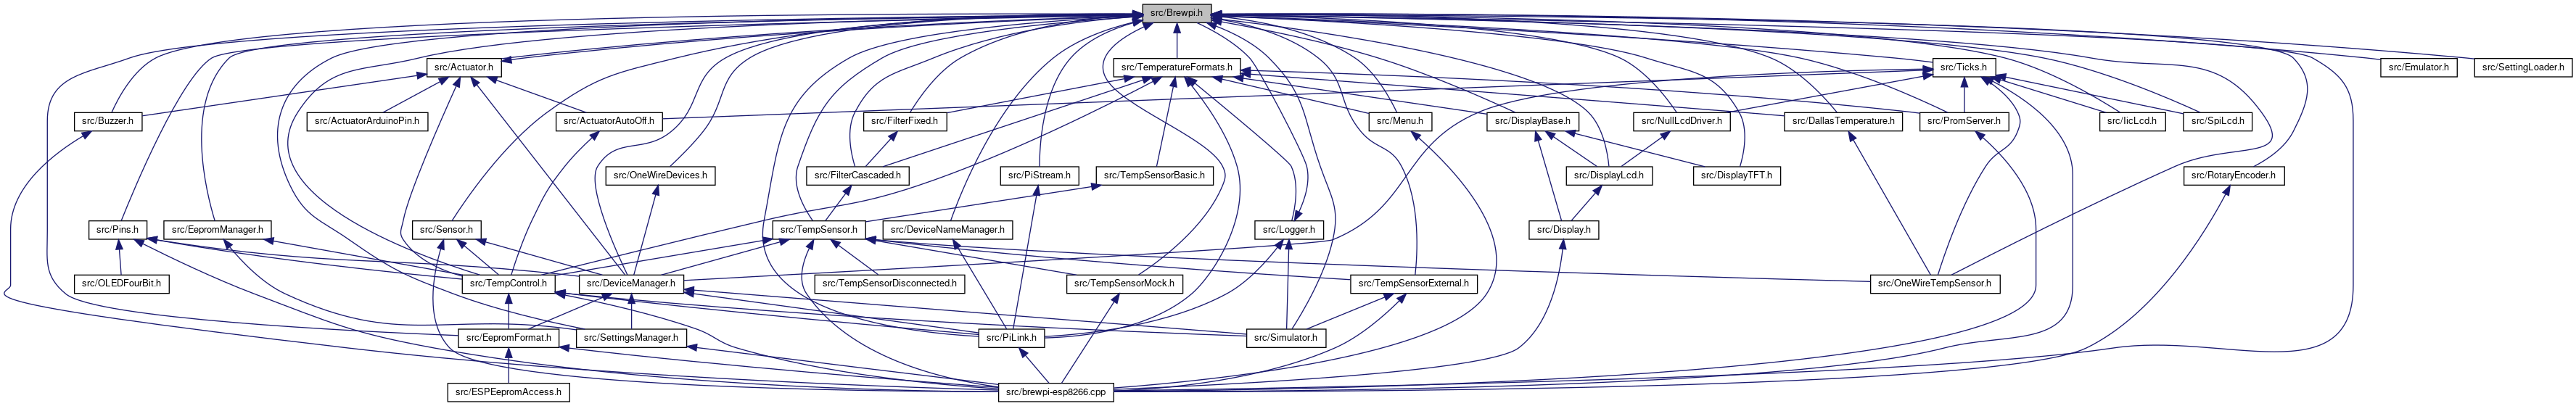 src/Brewpi.h
src/Actuator.h
src/TemperatureFormats.h
src/Ticks.h
src/Emulator.h
src/SettingLoader.h
src/Buzzer.h
src/ActuatorArduinoPin.h
src/ActuatorAutoOff.h
src/FilterFixed.h
src/Menu.h
src/DisplayBase.h
src/NullLcdDriver.h
src/DallasTemperature.h
src/PromServer.h
src/IicLcd.h
src/SpiLcd.h
src/OneWireDevices.h
src/FilterCascaded.h
src/PiStream.h
src/TempSensorBasic.h
src/DisplayLcd.h
src/DisplayTFT.h
src/RotaryEncoder.h
src/Pins.h
src/EepromManager.h
src/Sensor.h
src/TempSensor.h
src/DeviceNameManager.h
src/Logger.h
src/Display.h
src/OLEDFourBit.h
src/TempControl.h
src/DeviceManager.h
src/TempSensorDisconnected.h
src/TempSensorMock.h
src/TempSensorExternal.h
src/OneWireTempSensor.h
src/EepromFormat.h
src/SettingsManager.h
src/PiLink.h
src/Simulator.h
src/ESPEepromAccess.h
src/brewpi-esp8266.cpp